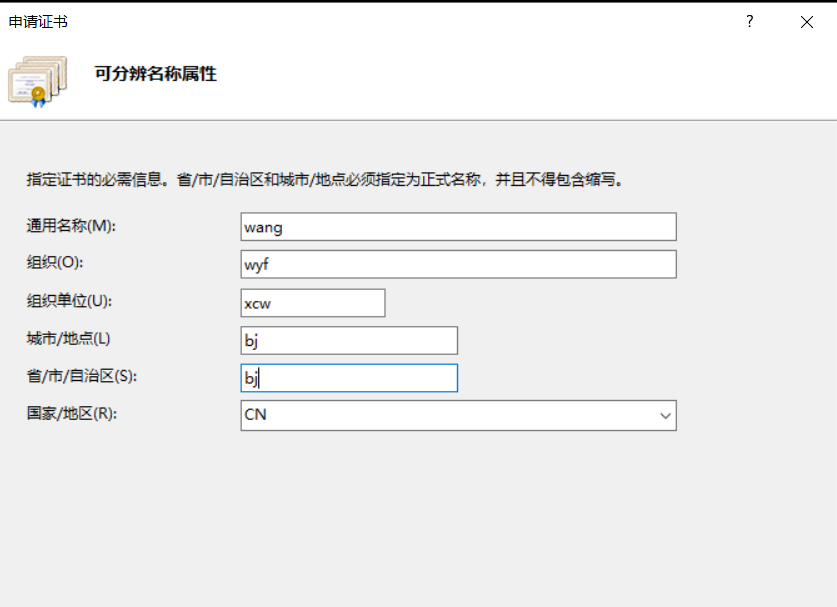 申请证书
?
可分辨名称属性
指定证书的必需信息。省/市/自治区和城市/地点必须指定为正式名称，并且不得包含缩写。
通用名称(M): wang
组织(O): wyf
组织单位(U): xcw
城市/地点(L) bj
省/市/自治区(S): bj
国家/地区(R): CN